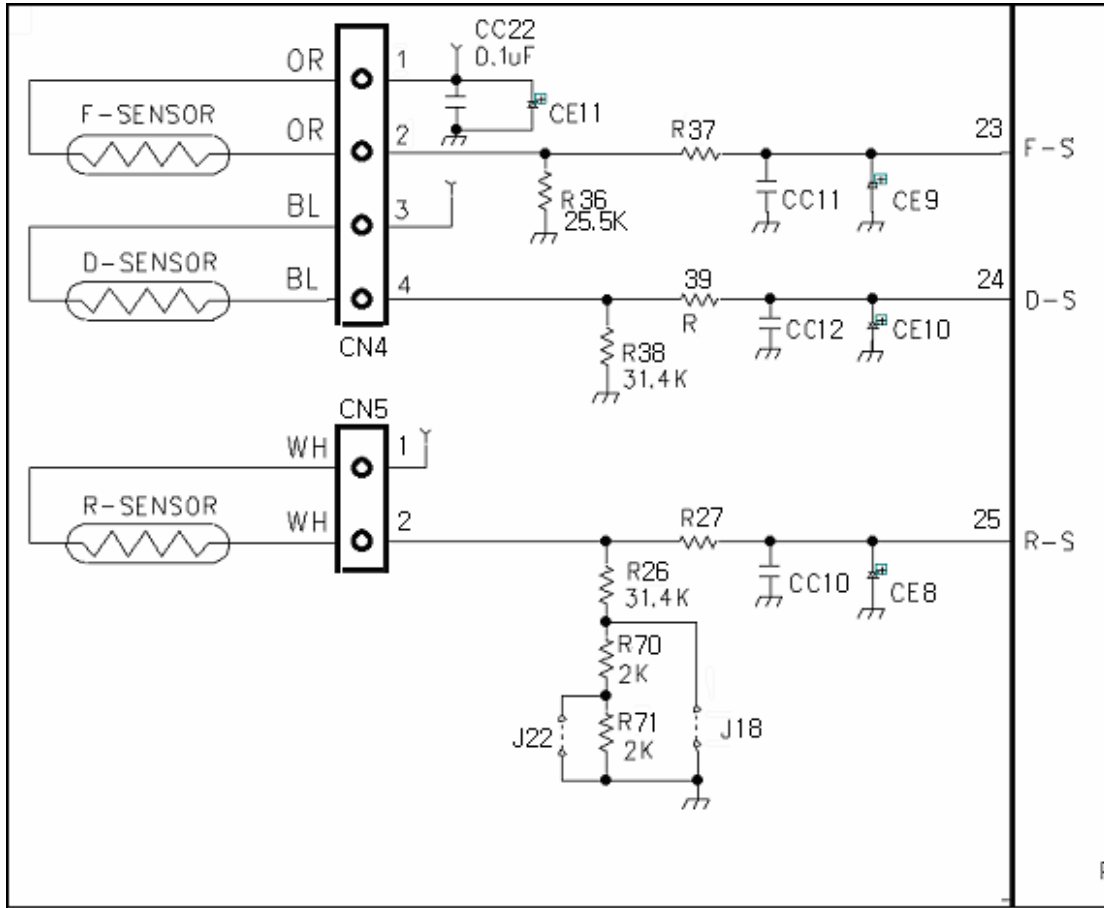 CC22
0.1uF
OR
1
CE11
F-SENSOR
OR
2
R37
23
F-S
R36
25.5K
CC11
CE9
BL
3
D-SENSOR
BL
4
39
R
24
D-S
CC12
CE10
R38
31.4K
CN4
CN5
WH
1
R-SENSOR
WH
2
R27
25
R-S
R26
31.4K
CC10
CE8
R70
2K
R71
2K
J22
J18